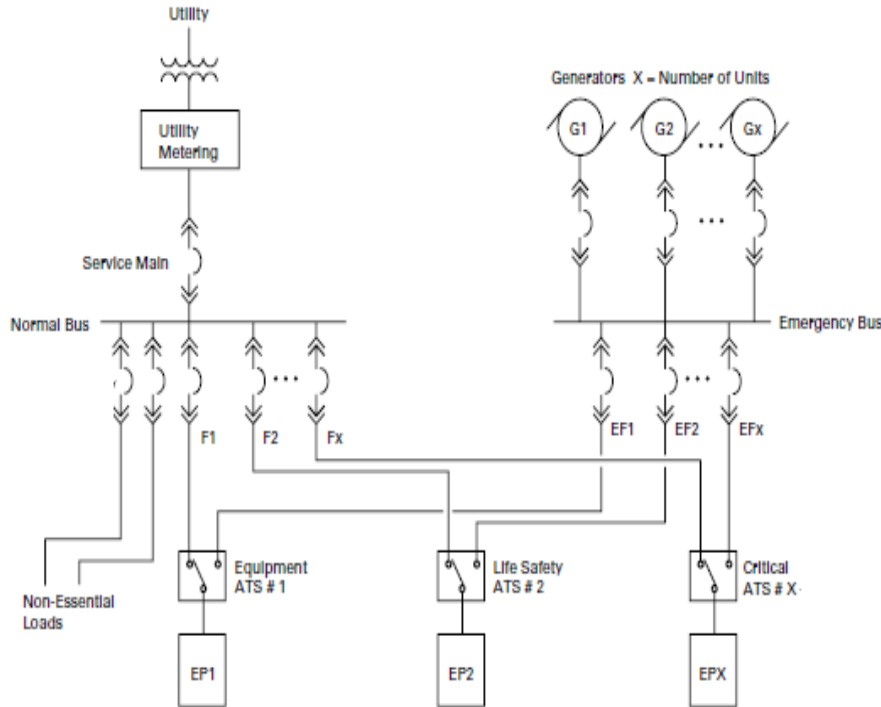 Utility
Generators X = Number of Units
Utility
Metering
G1
G2
Gx
Service Main
Normal Bus
Emergency Bus
F1
F2
Fx
EF1
EF2
EFx
Equipment
ATS # 1
Life Safety
ATS # 2
Critical
ATS # X
Non-Essential
Loads
EP1
EP2
EPX